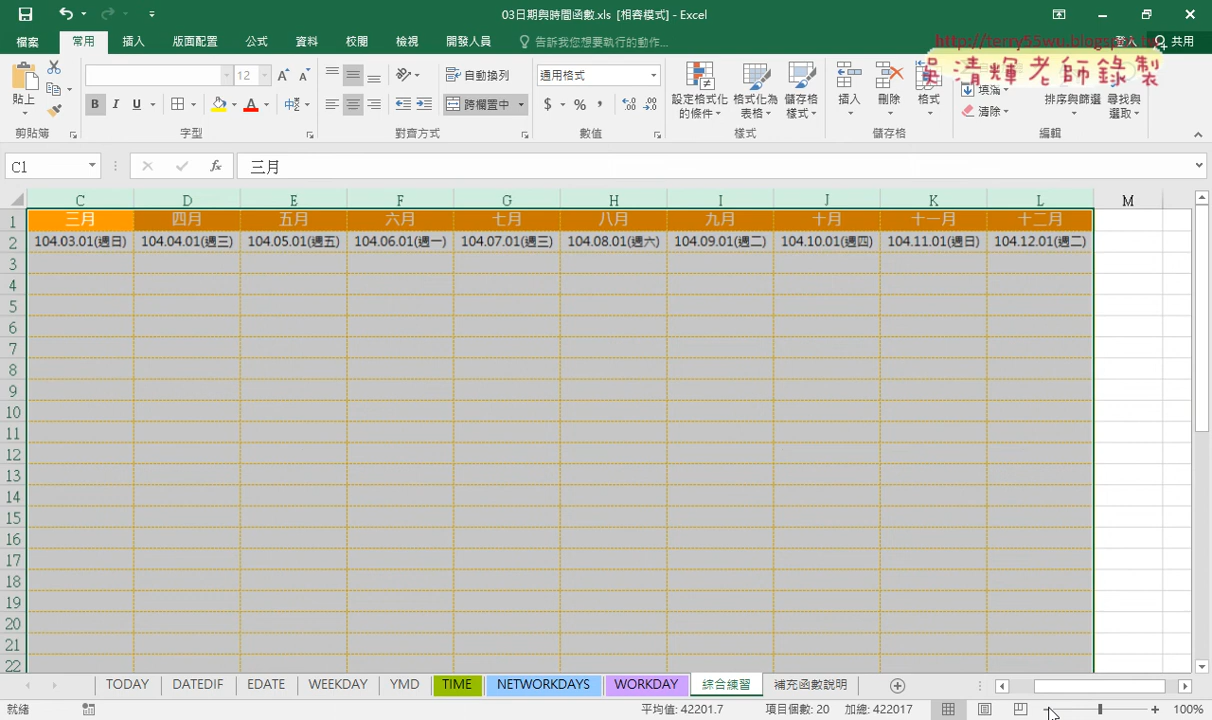 03日期與時間函數.xls [相容模式] - Excel
檔案 常用 插入 版面配置 公式 資料 校閱 檢視 開發人員 告訴我您想要執行的動作... 登入 共用
http://terry55wu.blogspot.tw
吳清輝老師錄製
貼上 12 自動換列 通用格式 設定格式化的條件 格式化為表格 儲存格樣式 插入 刪除 格式 填滿 排序與篩選 尋找與選取
B I U A 跨欄置中 $ % , 清除
剪貼簿 字型 對齊方式 數值 樣式 儲存格 編輯
C1 fx 三月
C D E F G H I J K L M
1 三月 四月 五月 六月 七月 八月 九月 十月 十一月 十二月
2 104.03.01(週日) 104.04.01(週三) 104.05.01(週五) 104.06.01(週一) 104.07.01(週三) 104.08.01(週六) 104.09.01(週二) 104.10.01(週四) 104.11.01(週日) 104.12.01(週二)
3
4
5
6
7
8
9
10
11
12
13
14
15
16
17
18
19
20
21
22
TODAY DATEDIF EDATE WEEKDAY YMD TIME NETWORKDAYS WORKDAY 綜合練習 補充函數說明
就緒 平均值: 42201.7 項目個數: 20 加總: 422017 100%